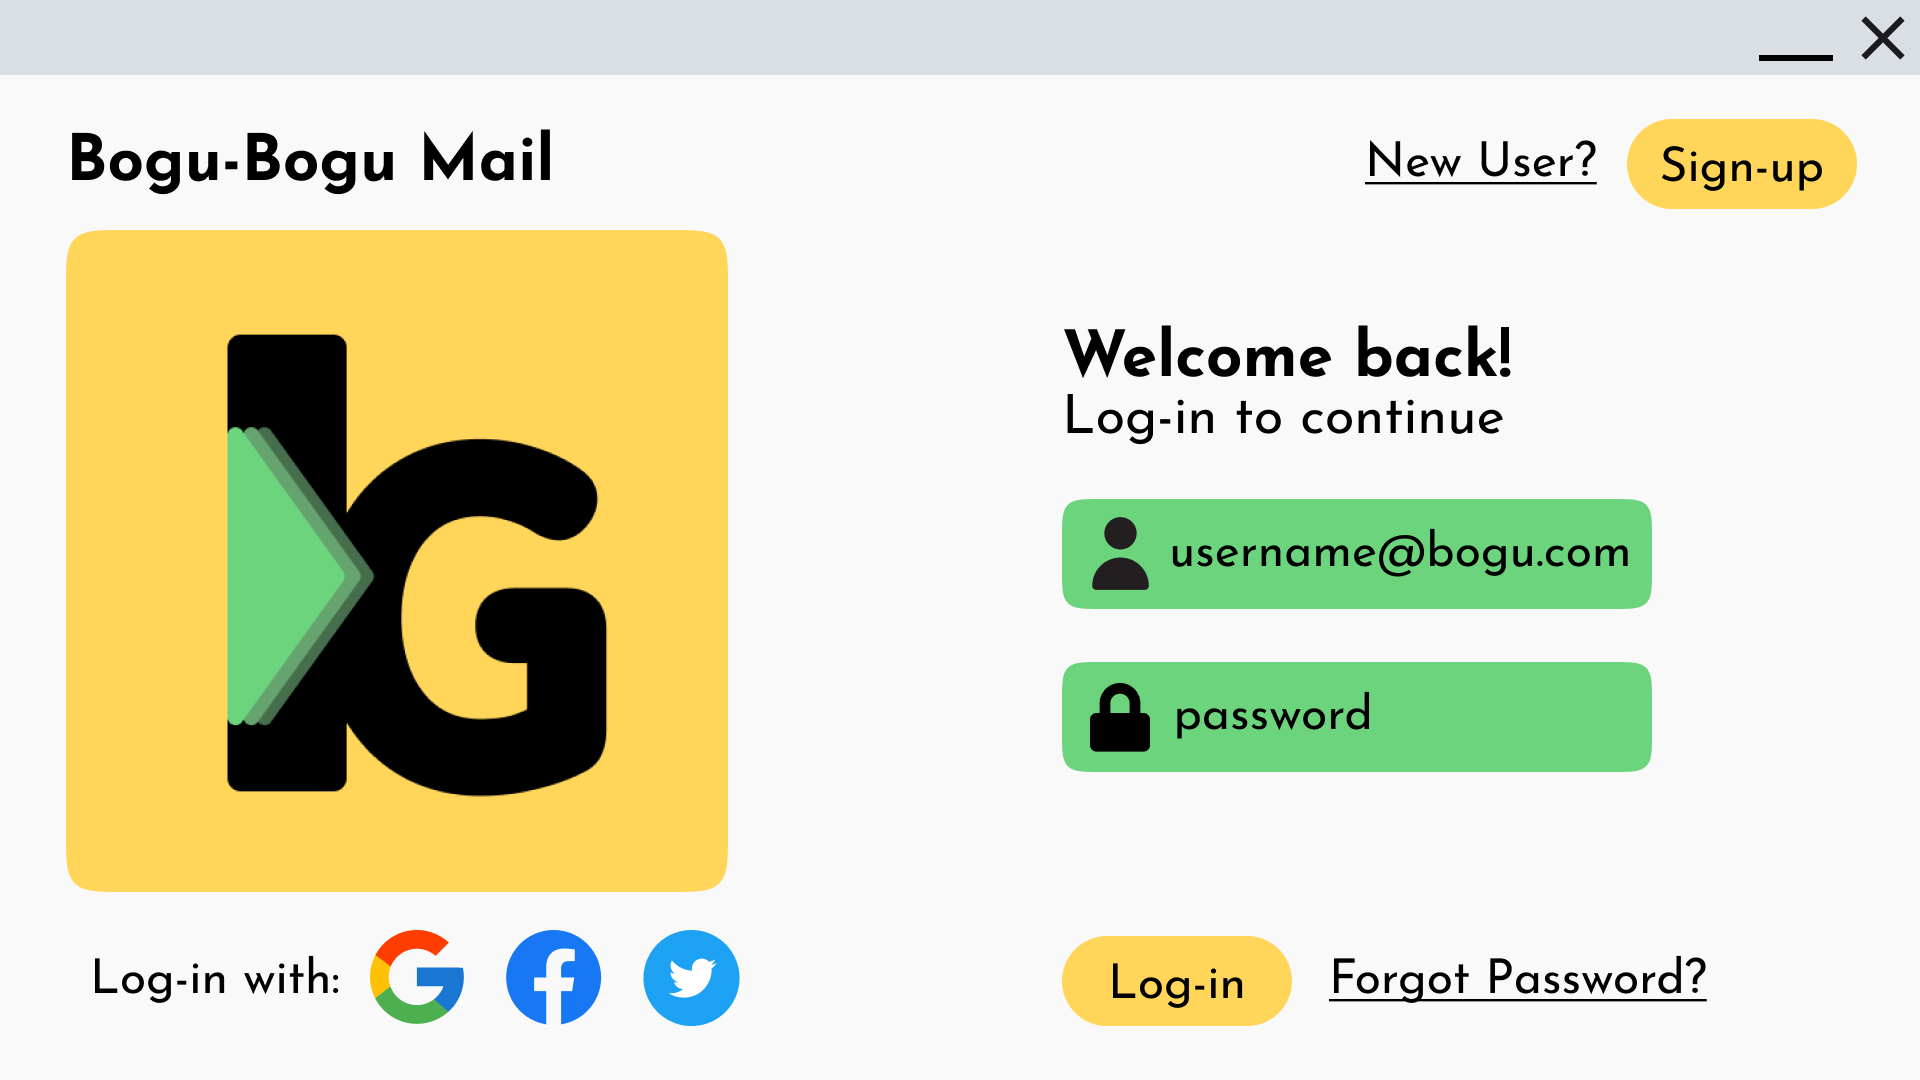 Bogu-Bogu Mail
New User?
Sign-up
Welcome back!
Log-in to continue
username@bogu.com
password
Log-in with:
Log-in
Forgot Password?